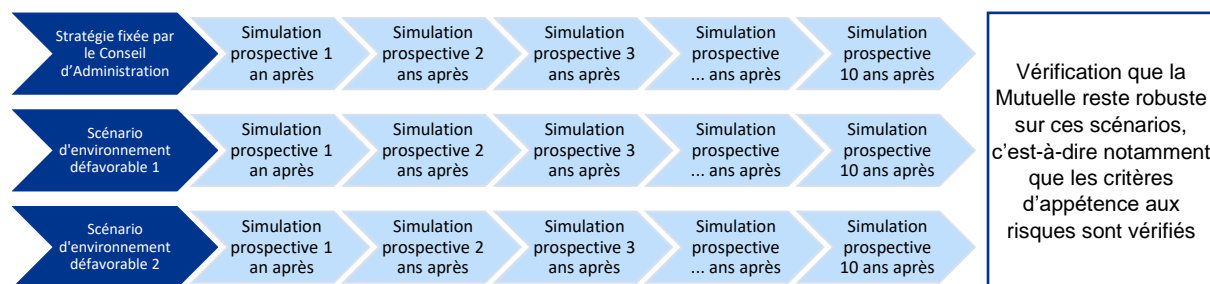 Stratégie fixée par
le Conseil
d'Administration
Simulation
prospective 1
an après
Simulation
prospective 2
ans après
Simulation
prospective 3
ans après
Simulation
prospective
... ans après
Simulation
prospective
10 ans après
Scénario
d'environnement
défavorable 1
Simulation
prospective 1
an après
Simulation
prospective 2
ans après
Simulation
prospective 3
ans après
Simulation
prospective
... ans après
Simulation
prospective
10 ans après
Scénario
d'environnement
défavorable 2
Simulation
prospective 1
an après
Simulation
prospective 2
ans après
Simulation
prospective 3
ans après
Simulation
prospective
... ans après
Simulation
prospective
10 ans après
Vérification que la
Mutuelle reste robuste
sur ces scénarios,
c'est-à-dire notamment
que les critères
d'appétence aux
risques sont vérifiés